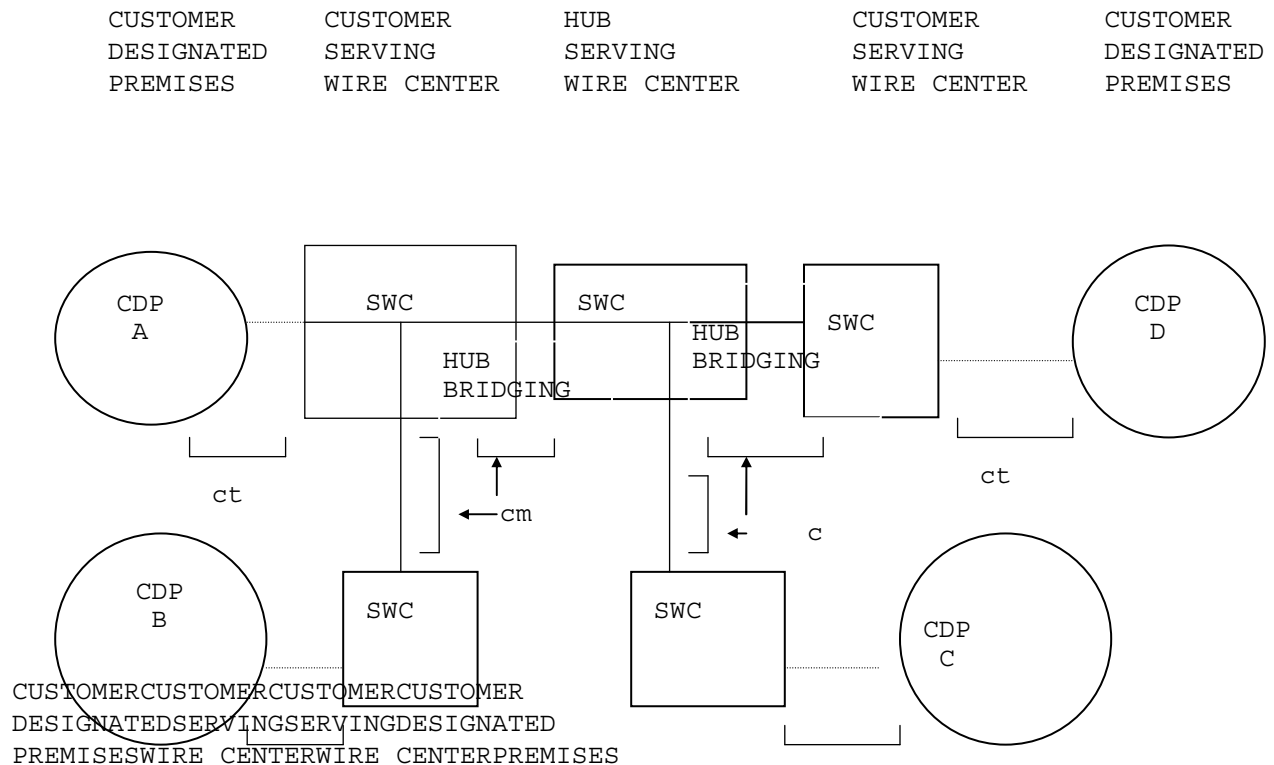 CUSTOMER CUSTOMER HUB CUSTOMER CUSTOMER
DESIGNATED SERVING SERVING SERVING DESIGNATED
PREMISES WIRE CENTER WIRE CENTER WIRE CENTER PREMISES
CDP
A
SWC
HUB
BRIDGING
SWC
HUB
BRIDGING
SWC
CDP
D
ct
cm
c
ct
CDP
B
SWC
SWC
CDP
C
CUSTOMERCUSTOMERCUSTOMERCUSTOMER
DESIGNATEDSERVINGSERVINGDESIGNATED
PREMISESWIRE CENTERWIRE CENTERPREMISES